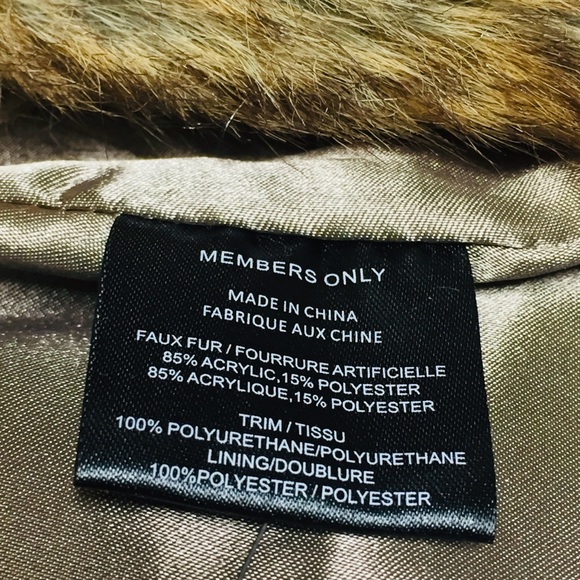 MEMBERS ONLY
MADE IN CHINA
FABRIQUE AUX CHINE
FAUX FUR / FOURRURE ARTIFICIELLE
85% ACRYLIC,15% POLYESTER
85% ACRYLIQUE,15% POLYESTER
TRIM / TISSU
100% POLYURETHANE/POLYURETHANE
LINING/DOUBLURE
100%POLYESTER / POLYESTER